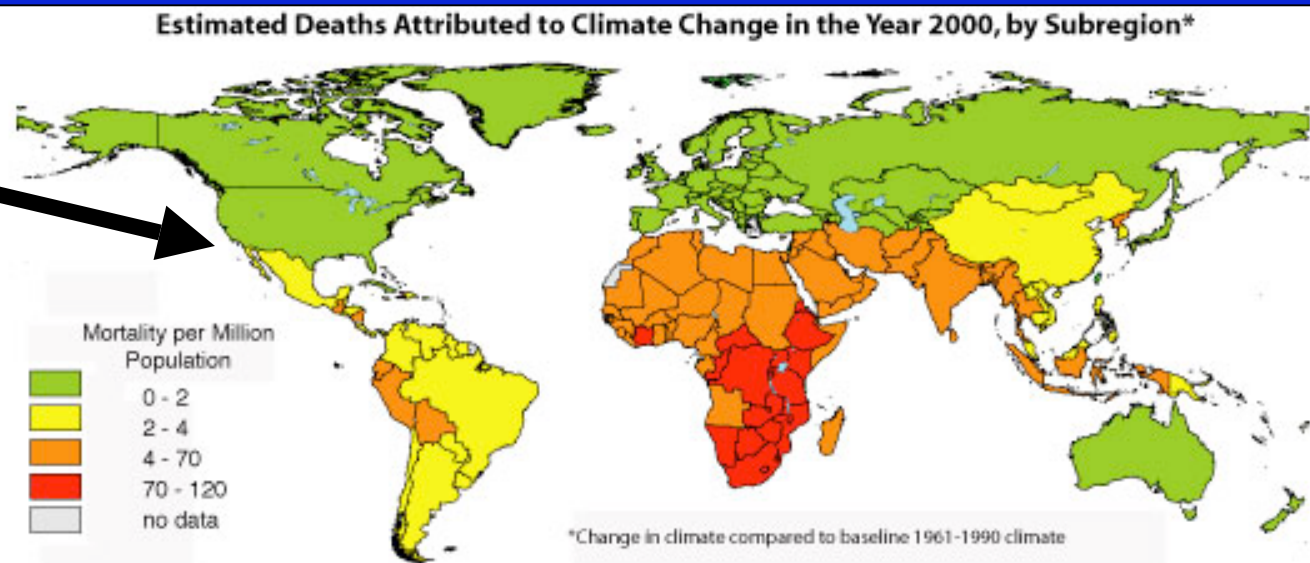 Estimated Deaths Attributed to Climate Change in the Year 2000, by Subregion*
Mortality per Million
Population
0 - 2
2 - 4
4 - 70
70 - 120
no data
*Change in climate compared to baseline 1961-1990 climate